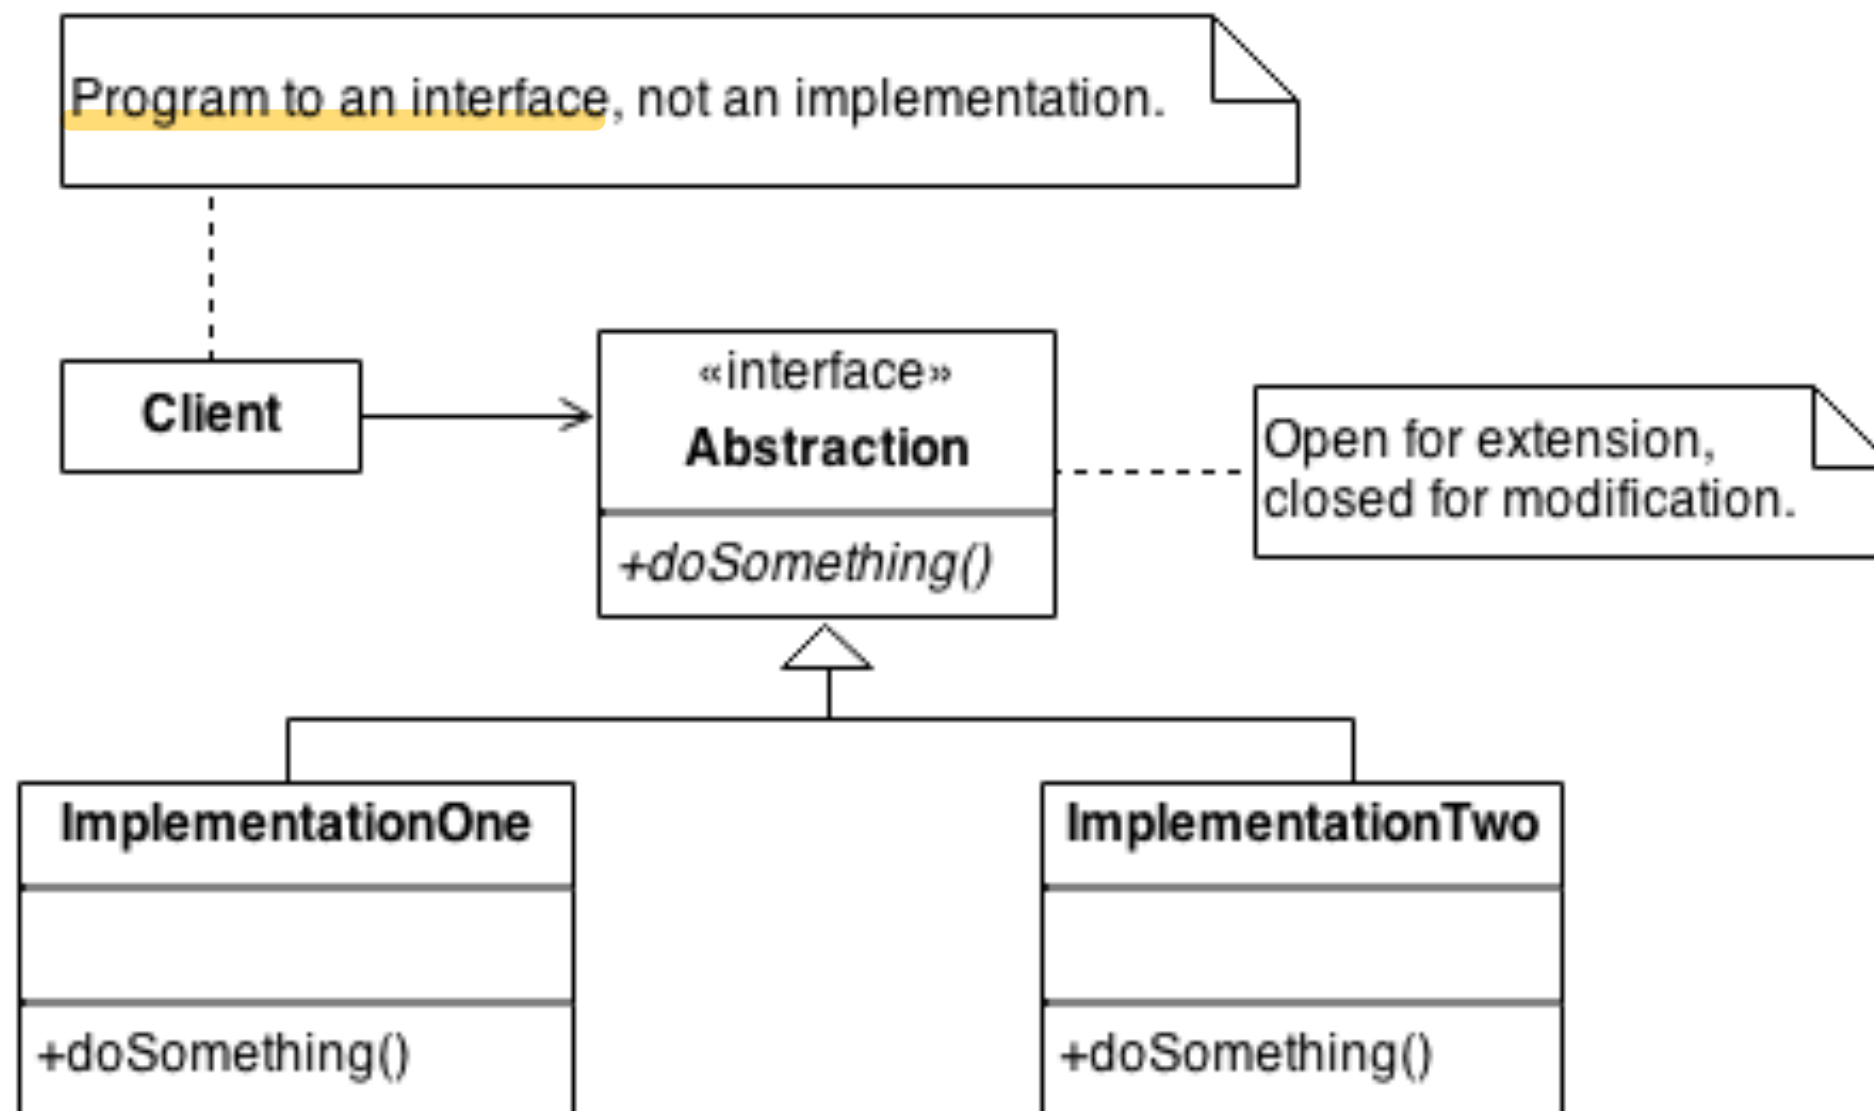 Program to an interface, not an implementation.
Client
«interface»
Abstraction
+doSomething()
Open for extension,
closed for modification.
ImplementationOne
+doSomething()
ImplementationTwo
+doSomething()